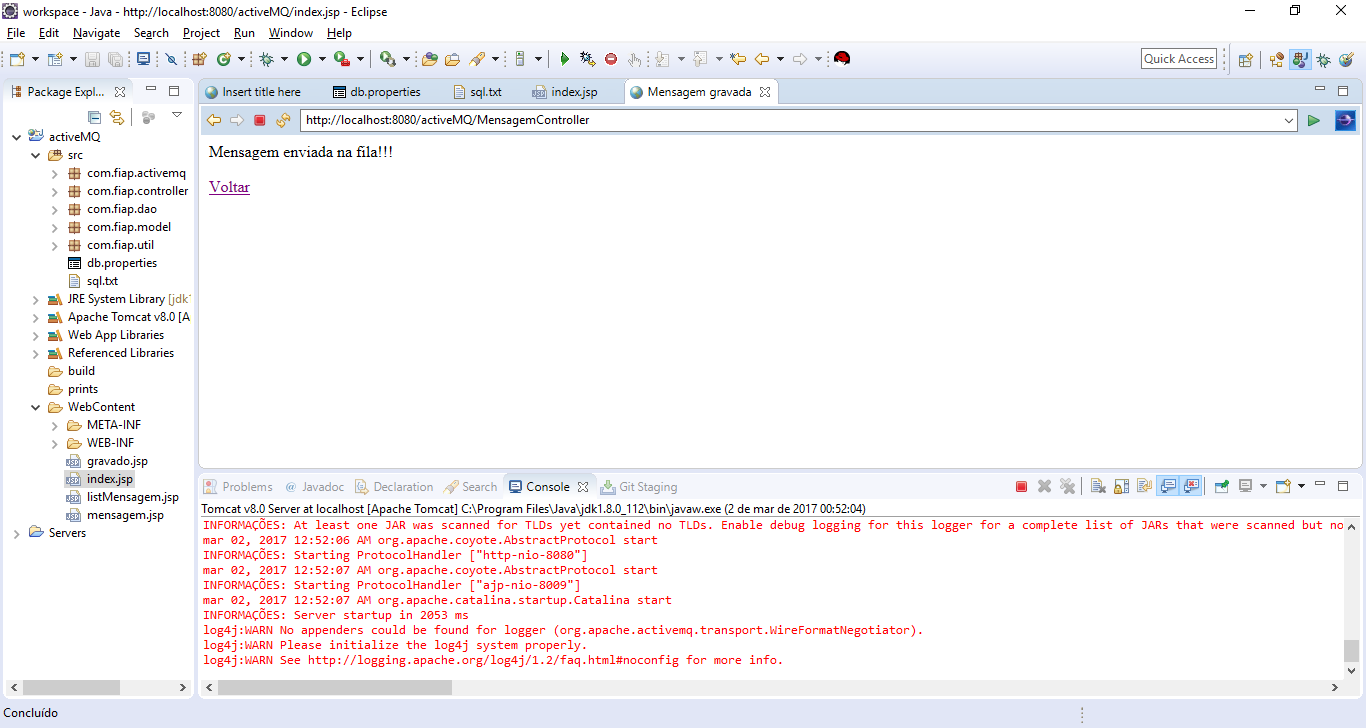 workspace - Java - http://localhost:8080/activeMQ/index.jsp - Eclipse
File Edit Navigate Search Project Run Window Help
Quick Access
Package Expl...
Insert title here db.properties sql.txt index.jsp Mensagem gravada
http://localhost:8080/activeMQ/MensagemController
activeMQ
src
com.fiap.activemq
com.fiap.controller
com.fiap.dao
com.fiap.model
com.fiap.util
db.properties
sql.txt
JRE System Library [jdk1
Apache Tomcat v8.0 [A
Web App Libraries
Referenced Libraries
build
prints
WebContent
META-INF
WEB-INF
gravado.jsp
index.jsp
listMensagem.jsp
mensagem.jsp
Servers
Mensagem enviada na fila!!!
Voltar
Problems @ Javadoc Declaration Search Console Git Staging
Tomcat v8.0 Server at localhost [Apache Tomcat] C:\Program Files\Java\jdk1.8.0_112\bin\javaw.exe (2 de mar de 2017 00:52:04)
INFORMAÇÕES: At least one JAR was scanned for TLDs yet contained no TLDs. Enable debug logging for this logger for a complete list of JARs that were scanned but no
mar 02, 2017 12:52:06 AM org.apache.coyote.AbstractProtocol start
INFORMAÇÕES: Starting ProtocolHandler ["http-nio-8080"]
mar 02, 2017 12:52:07 AM org.apache.coyote.AbstractProtocol start
INFORMAÇÕES: Starting ProtocolHandler ["ajp-nio-8009"]
mar 02, 2017 12:52:07 AM org.apache.catalina.startup.Catalina start
INFORMAÇÕES: Server startup in 2053 ms
log4j:WARN No appenders could be found for logger (org.apache.activemq.transport.WireFormatNegotiator).
log4j:WARN Please initialize the log4j system properly.
log4j:WARN See http://logging.apache.org/log4j/1.2/faq.html#noconfig for more info.
Concluído